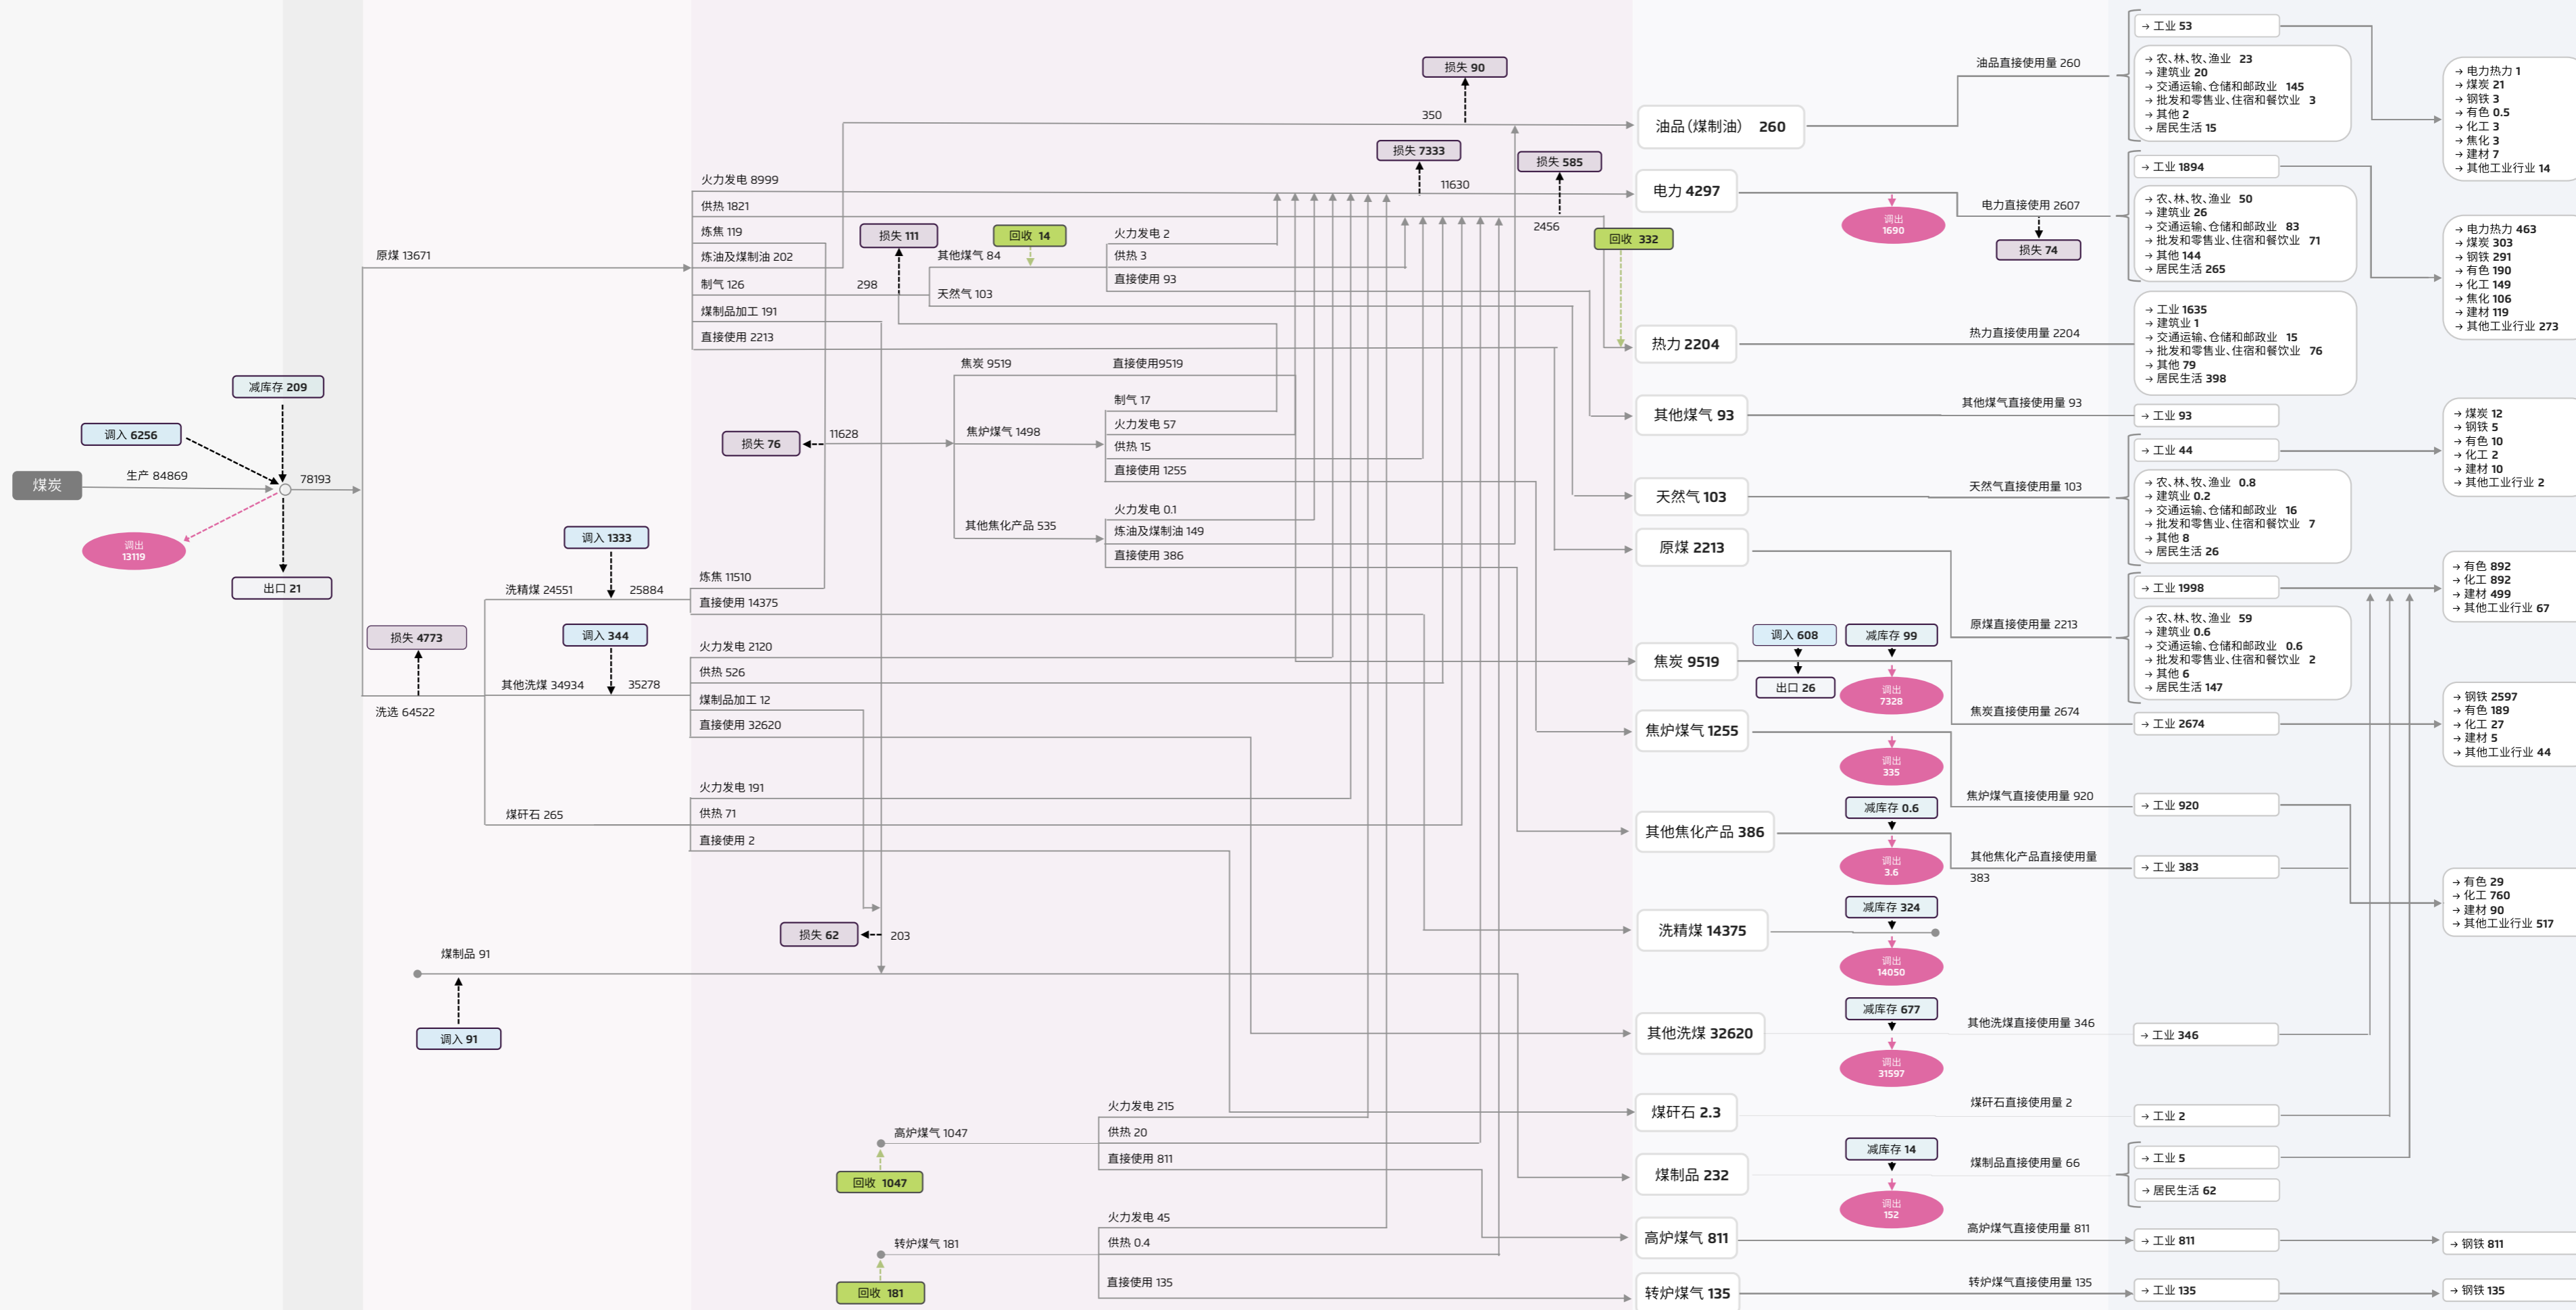 煤炭
生产 84869
调入 6256
减库存 209
调出
13119
出口 21
78193
原煤 13671
洗选 64522
损失 4773
洗精煤 24551
调入 1333
25884
其他洗煤 34934
调入 344
35278
煤矸石 265
煤制品 91
调入 91
火力发电 8999
供热 1821
炼焦 119
炼油及煤制油 202
制气 126
煤制品加工 191
直接使用 2213
炼焦 11510
直接使用 14375
火力发电 2120
供热 526
煤制品加工 12
直接使用 32620
火力发电 191
供热 71
直接使用 2
损失 76
11628
损失 62
203
298
损失 111
其他煤气 84
回收 14
天然气 103
火力发电 2
供热 3
直接使用 93
焦炭 9519
直接使用9519
焦炉煤气 1498
制气 17
火力发电 57
供热 15
直接使用 1255
其他焦化产品 535
火力发电 0.1
炼油及煤制油 149
直接使用 386
高炉煤气 1047
回收 1047
火力发电 215
供热 20
直接使用 811
转炉煤气 181
回收 181
火力发电 45
供热 0.4
直接使用 135
350
损失 90
损失 7333
11630
损失 585
2456
回收 332
油品（煤制油） 260
电力 4297
热力 2204
其他煤气 93
天然气 103
原煤 2213
焦炭 9519
焦炉煤气 1255
其他焦化产品 386
洗精煤 14375
其他洗煤 32620
煤矸石 2.3
煤制品 232
高炉煤气 811
转炉煤气 135
调出
1690
调入 608
减库存 99
出口 26
调出
7328
调出
335
减库存 0.6
调出
3.6
减库存 324
调出
14050
减库存 677
调出
31597
减库存 14
调出
152
油品直接使用量 260
电力直接使用 2607
损失 74
热力直接使用量 2204
其他煤气直接使用量 93
天然气直接使用量 103
原煤直接使用量 2213
焦炭直接使用量 2674
焦炉煤气直接使用量 920
其他焦化产品直接使用量
383
其他洗煤直接使用量 346
煤矸石直接使用量 2
煤制品直接使用量 66
高炉煤气直接使用量 811
转炉煤气直接使用量 135
→ 工业 53
→ 农、林、牧、渔业 23
→ 建筑业 20
→ 交通运输、仓储和邮政业 145
→ 批发和零售业、住宿和餐饮业 3
→ 其他 2
→ 居民生活 15
→ 工业 1894
→ 农、林、牧、渔业 50
→ 建筑业 26
→ 交通运输、仓储和邮政业 83
→ 批发和零售业、住宿和餐饮业 71
→ 其他 144
→ 居民生活 265
→ 工业 1635
→ 建筑业 1
→ 交通运输、仓储和邮政业 15
→ 批发和零售业、住宿和餐饮业 76
→ 其他 79
→ 居民生活 398
→ 工业 93
→ 工业 44
→ 农、林、牧、渔业 0.8
→ 建筑业 0.2
→ 交通运输、仓储和邮政业 16
→ 批发和零售业、住宿和餐饮业 7
→ 其他 8
→ 居民生活 26
→ 工业 1998
→ 农、林、牧、渔业 59
→ 建筑业 0.6
→ 交通运输、仓储和邮政业 0.6
→ 批发和零售业、住宿和餐饮业 2
→ 其他 6
→ 居民生活 147
→ 工业 2674
→ 工业 920
→ 工业 383
→ 工业 346
→ 工业 2
→ 工业 5
→ 居民生活 62
→ 工业 811
→ 工业 135
→ 电力热力 1
→ 煤炭 21
→ 钢铁 3
→ 有色 0.5
→ 化工 3
→ 焦化 3
→ 建材 7
→ 其他工业行业 14
→ 电力热力 463
→ 煤炭 303
→ 钢铁 291
→ 有色 190
→ 化工 149
→ 焦化 106
→ 建材 119
→ 其他工业行业 273
→ 煤炭 12
→ 钢铁 5
→ 有色 10
→ 化工 2
→ 建材 10
→ 其他工业行业 2
→ 有色 892
→ 化工 892
→ 建材 499
→ 其他工业行业 67
→ 钢铁 2597
→ 有色 189
→ 化工 27
→ 建材 5
→ 其他工业行业 44
→ 有色 29
→ 化工 760
→ 建材 90
→ 其他工业行业 517
→ 钢铁 811
→ 钢铁 135